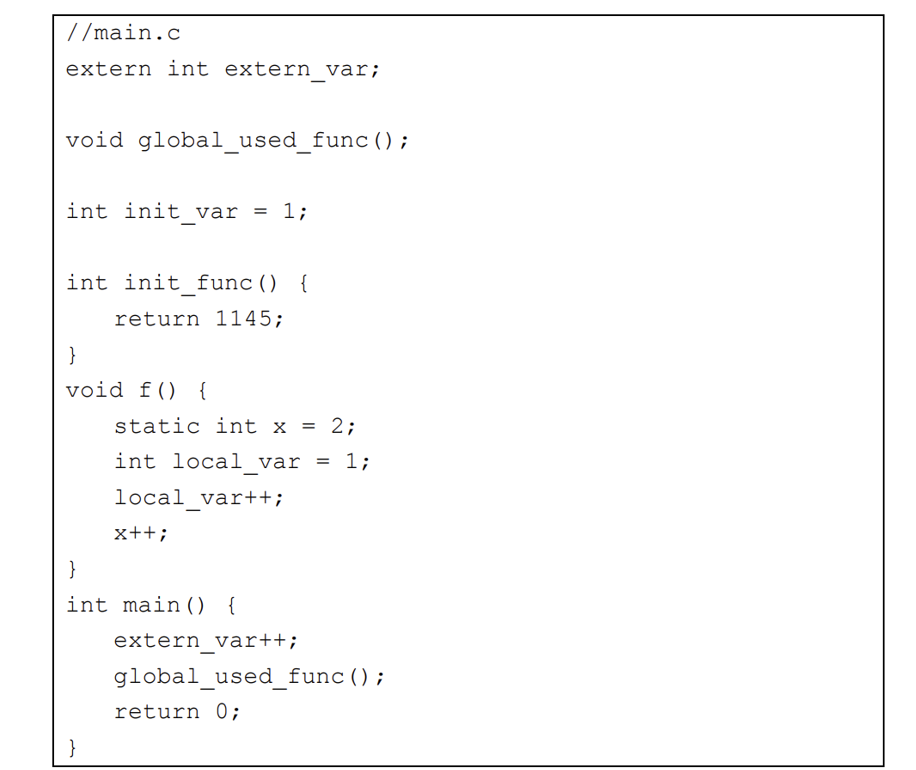 //main.c
extern int extern_var;
void global_used_func();
int init_var = 1;
int init_func() {
return 1145;
}
void f() {
static int x = 2;
int local_var = 1;
local_var++;
x++;
}
int main() {
extern_var++;
global_used_func();
return 0;
}